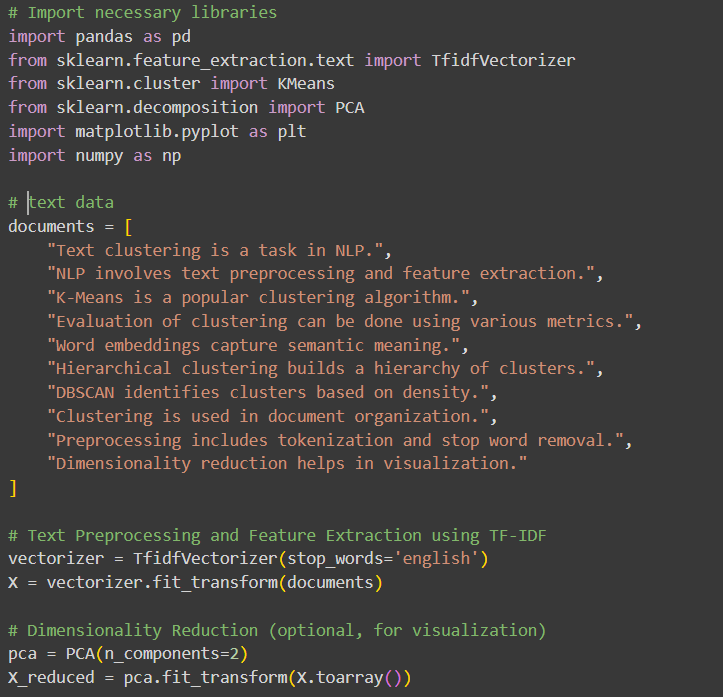 # Import necessary libraries
import pandas as pd
from sklearn.feature_extraction.text import TfidfVectorizer
from sklearn.cluster import KMeans
from sklearn.decomposition import PCA
import matplotlib.pyplot as plt
import numpy as np

# text data
documents = [
    "Text clustering is a task in NLP.",
    "NLP involves text preprocessing and feature extraction.",
    "K-Means is a popular clustering algorithm.",
    "Evaluation of clustering can be done using various metrics.",
    "Word embeddings capture semantic meaning.",
    "Hierarchical clustering builds a hierarchy of clusters.",
    "DBSCAN identifies clusters based on density.",
    "Clustering is used in document organization.",
    "Preprocessing includes tokenization and stop word removal.",
    "Dimensionality reduction helps in visualization."
]

# Text Preprocessing and Feature Extraction using TF-IDF
vectorizer = TfidfVectorizer(stop_words='english')
X = vectorizer.fit_transform(documents)

# Dimensionality Reduction (optional, for visualization)
pca = PCA(n_components=2)
X_reduced = pca.fit_transform(X.toarray())